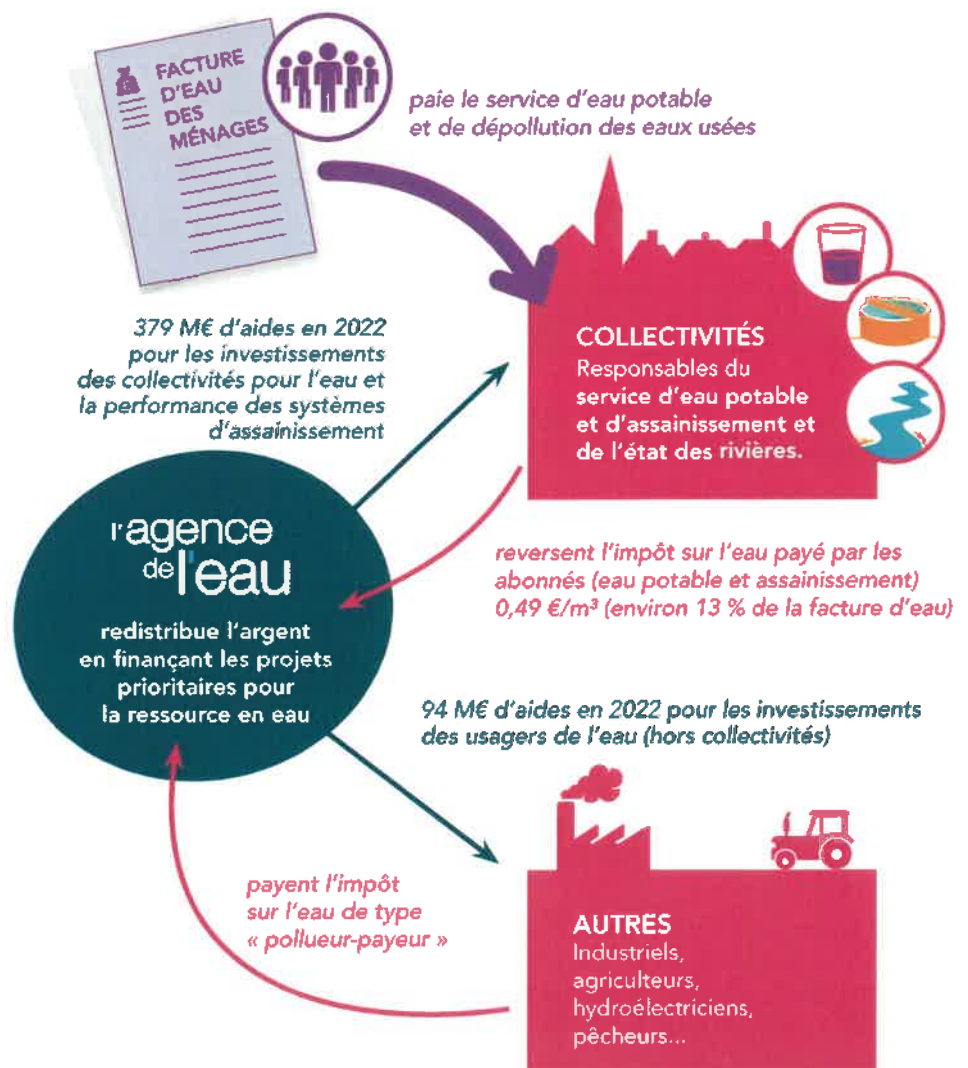 FACTURE
D'EAU
DES
MÉNAGES
paie le service d'eau potable
et de dépollution des eaux usées
379 M€ d'aides en 2022
pour les investissements
des collectivités pour l'eau et
la performance des systèmes
d'assainissement
COLLECTIVITÉS
Responsables du
service d'eau potable
et d'assainissement et
de l'état des rivières.
l'agence
de l'eau
redistribue l'argent
en finançant les projets
prioritaires pour
la ressource en eau
reversent l'impôt sur l'eau payé par les
abonnés (eau potable et assainissement)
0,49 €/m³ (environ 13 % de la facture d'eau)
94 M€ d'aides en 2022 pour les investissements
des usagers de l'eau (hors collectivités)
payent l'impôt
sur l'eau de type
« pollueur-payeur »
AUTRES
Industriels,
agriculteurs,
hydroélectriciens,
pêcheurs...